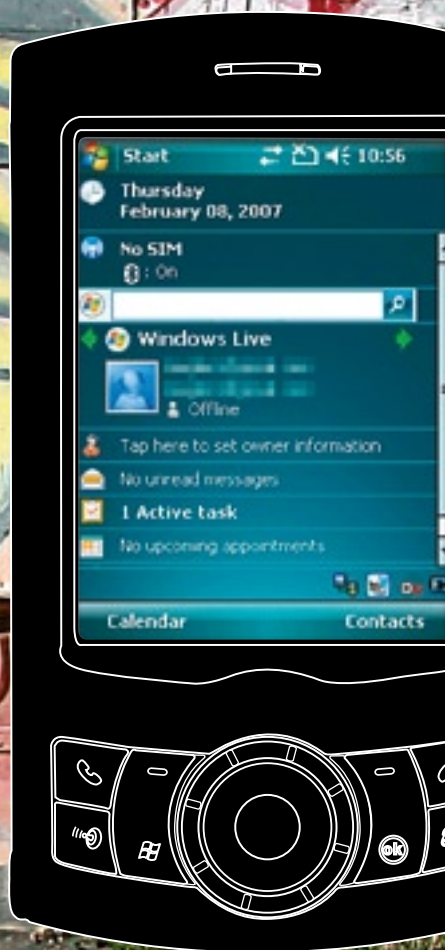 Start 10:56
Thursday
February 08, 2007
No SIM
: On
Windows Live
Offline
Tap here to set owner information
No unread messages
1 Active task
No upcoming appointments
Calendar Contacts
ok